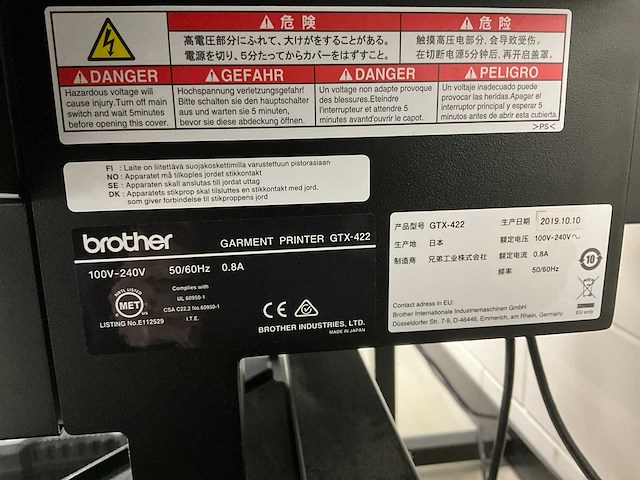 ⚠危険
高電圧部分にふれて、大けがをすることがある。
電源を切り、5分たってからカバーをはずすこと。
⚠危险
触摸高压电部分,会导致受伤。
在切断电源5分钟后,再开启盖罩。
⚠DANGER
Hazardous voltage will
cause injury.Turn off main
switch and wait 5minutes
before opening this cover.
⚠GEFAHR
Hochspannung verletzungsgefahr!
Bitte schalten sie den hauptschalter
aus und warten sie 5 minuten,
bevor sie diese abdeckung öffnen.
⚠DANGER
Un voltage non adapte provoque
des blessures.Eteindre
l'interrupteur et attendre 5
minutes avant d'ouvrir le capot.
⚠PELIGRO
Un voltaje inadecuado puede
provocar las heridas.Apagar el
interruptor principal y esperar 5
minutos antes de abrir esta cubierta.
>PS<
FI : Laite on liitettävä suojakoskettimilla varustettuun pistorasiaan
NO : Apparatet må tilkoples jordet stikkontakt
SE : Apparaten skall anslutas till jordat uttag
DK : Apparatets stikprop skal tilsluttes en stikkontakt med jord,
som giver forbindelse til stikproppens jord
brother
GARMENT PRINTER GTX-422
100V-240V 50/60Hz 0.8A
MET
LISTING No.E112529
Complies with
UL 60950-1
CSA C22.2 No.60950-1
I.T.E.
CE
BROTHER INDUSTRIES, LTD.
MADE IN JAPAN
产品型号 GTX-422
生产日期 2019.10.10
生产地 日本
额定电压 100V-240V~
制造商 兄弟工业株式会社
额定电流 0.8A
频率 50/60Hz
10
Contact adress in EU:
Brother Internationale Industriemaschinen GmbH
Düsseldorfer Str. 7-9, D-46446, Emmerich, am Rhein, Germany
EU only